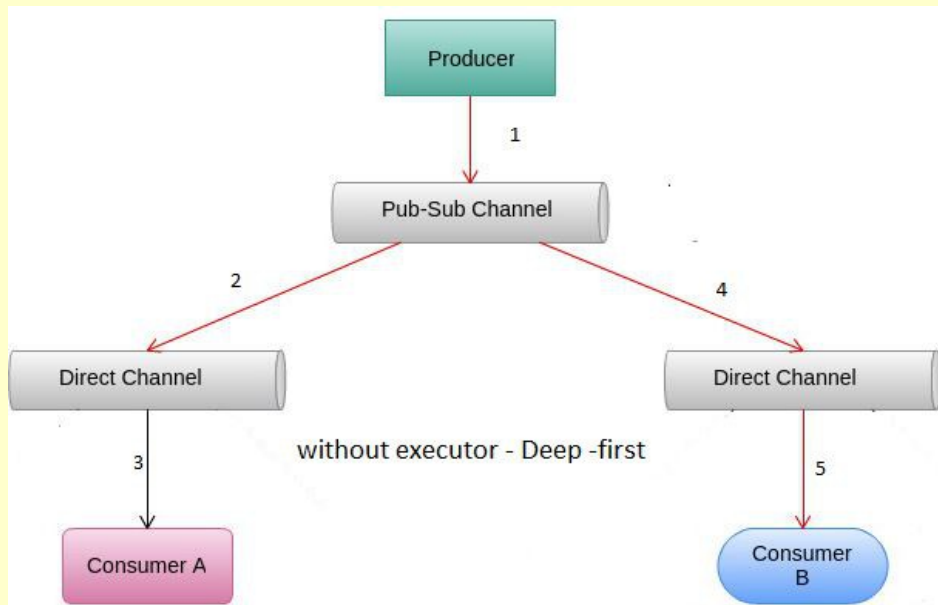 Producer
1
Pub-Sub Channel
2
4
Direct Channel
Direct Channel
without executor - Deep -first
3
5
Consumer A
Consumer
B